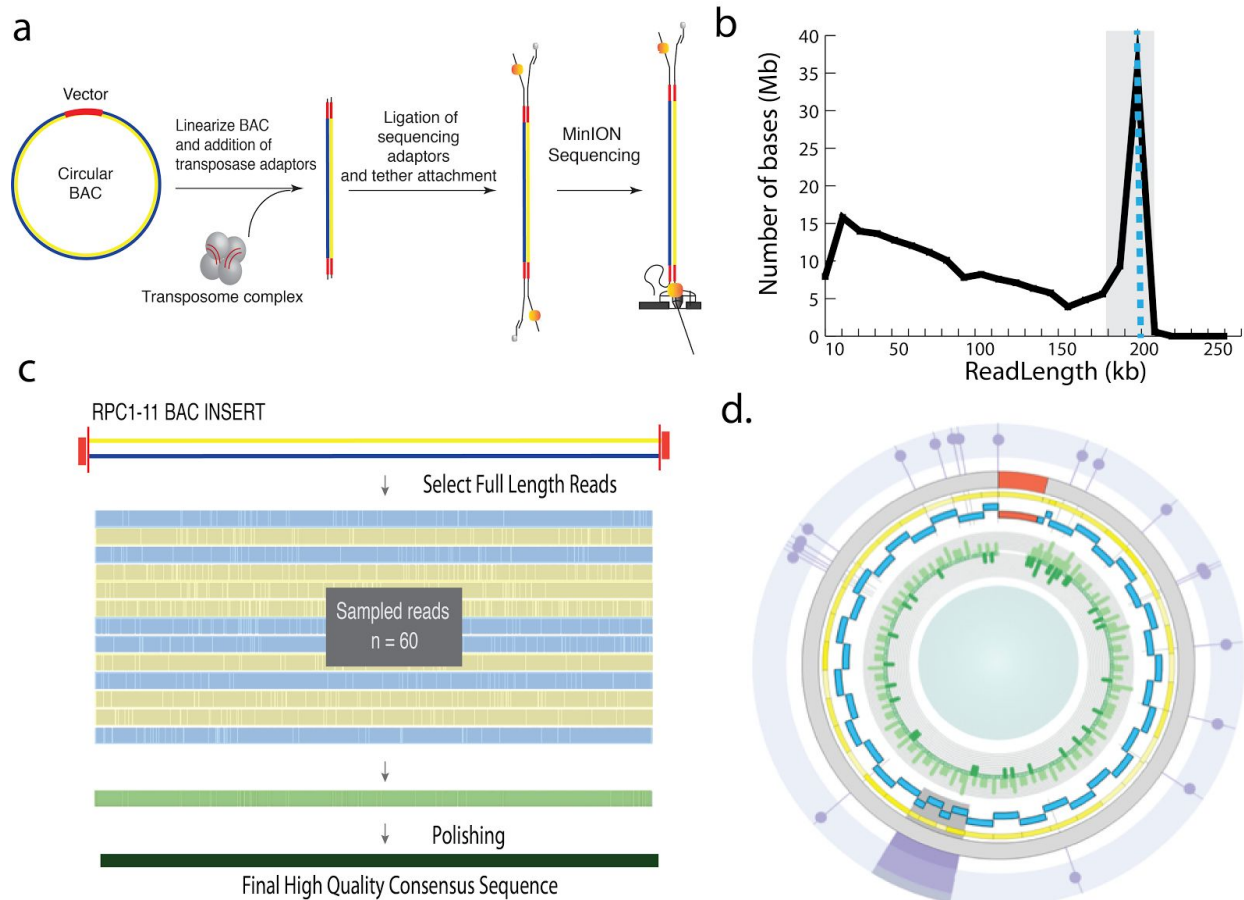 a
Vector
Circular
BAC
Linearize BAC
and addition of
transposase adaptors
Transposome complex
Ligation of
sequencing
adaptors
and tether attachment
MinION
Sequencing
b
Number of bases (Mb)
40
35
30
25
20
15
10
5
0
10 50 100 150 200 250
ReadLength (kb)
c
RPC1-11 BAC INSERT
Select Full Length Reads
Sampled reads
n = 60
Polishing
Final High Quality Consensus Sequence
d.